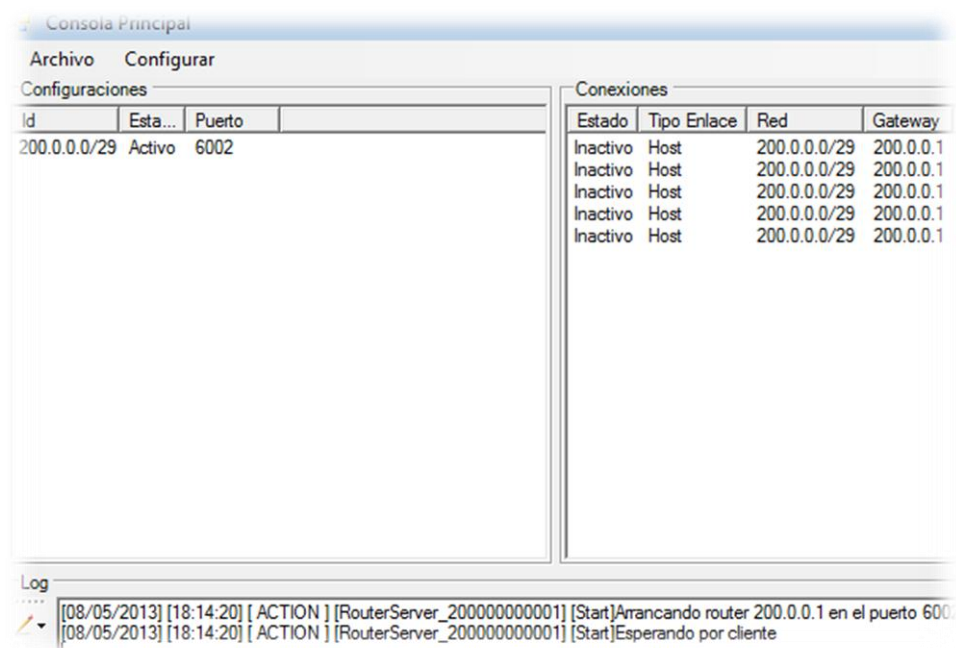 Consola Principal
Archivo Configurar
Configuraciones
Id Esta... Puerto
200.0.0.0/29 Activo 6002
Conexiones
Estado Tipo Enlace Red Gateway
Inactivo Host 200.0.0.0/29 200.0.0.1
Inactivo Host 200.0.0.0/29 200.0.0.1
Inactivo Host 200.0.0.0/29 200.0.0.1
Inactivo Host 200.0.0.0/29 200.0.0.1
Inactivo Host 200.0.0.0/29 200.0.0.1
Log
[08/05/2013] [18:14:20] [ ACTION ] [RouterServer_200000000001] [Start]Arrancando router 200.0.0.1 en el puerto 6002
[08/05/2013] [18:14:20] [ ACTION ] [RouterServer_200000000001] [Start]Esperando por cliente